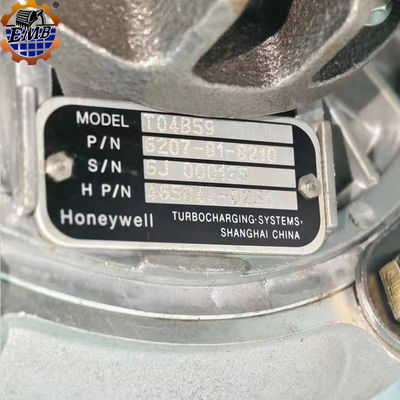 EMB
MODEL TO4B59
P/N 6207-81-8210
S/N
H P/N
Honeywell TURBOCHARGING·SYSTEMS,
SHANGHAI CHINA